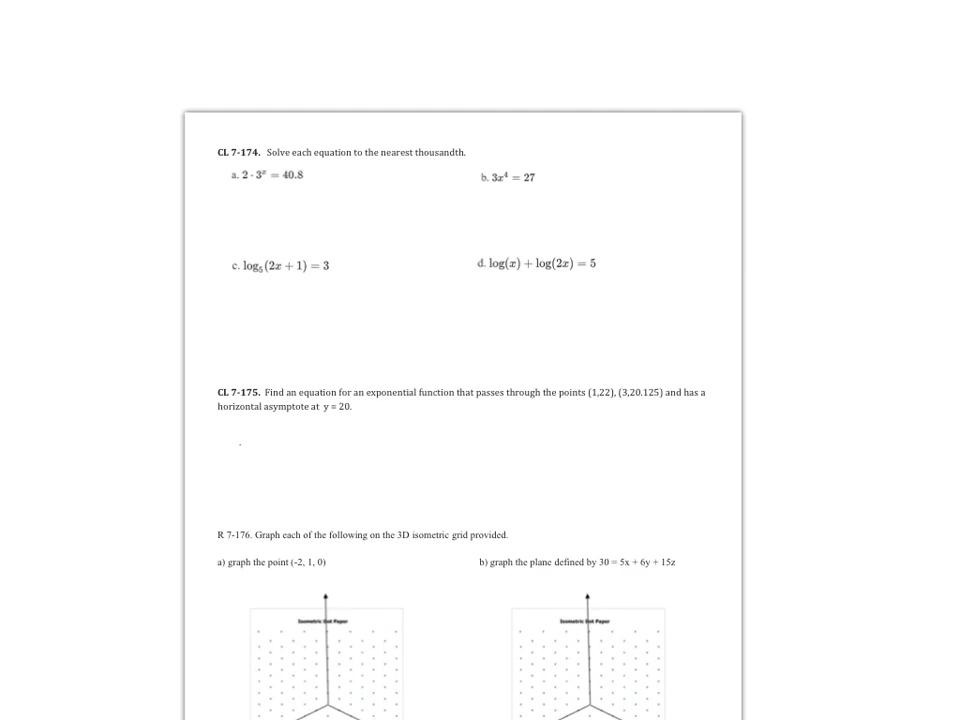 CL 7-174. Solve each equation to the nearest thousandth.
a. 2 · 3ˣ = 40.8
b. 3x⁴ = 27
c. log₅(2x + 1) = 3
d. log(x) + log(2x) = 5
CL 7-175. Find an equation for an exponential function that passes through the points (1,22), (3,20.125) and has a
horizontal asymptote at y = 20.
R 7-176. Graph each of the following on the 3D isometric grid provided.
a) graph the point (-2, 1, 0)
b) graph the plane defined by 30 = 5x + 6y + 15z
Isometric Dot Paper
Isometric Dot Paper